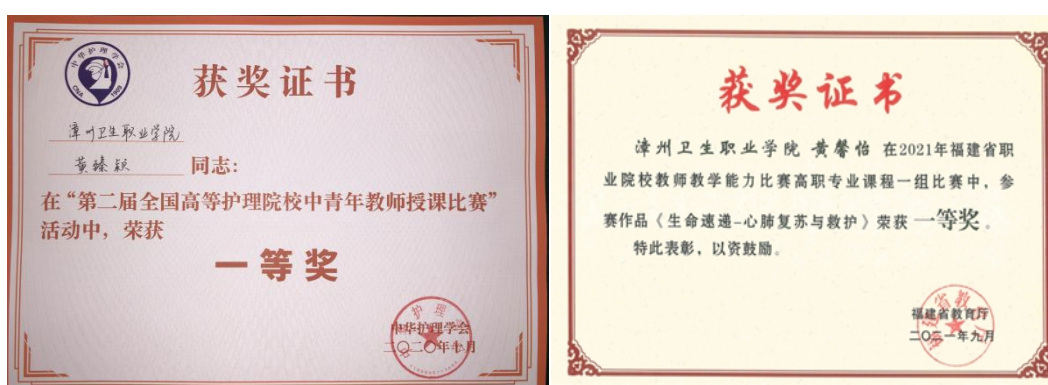 中华护理学会
CNA 1909
获奖证书
漳州卫生职业学院
黄臻颖 同志:
在“第二届全国高等护理院校中青年教师授课比赛”
活动中，荣获
一等奖
中华护理学会
二〇二〇年十月
获奖证书
漳州卫生职业学院 黄馨怡 在2021年福建省职
业院校教师教学能力比赛高职专业课程一组比赛中，参
赛作品《生命速递-心肺复苏与救护》荣获 一等奖 。
特此表彰，以资鼓励。
福建省教育厅
二〇二一年九月